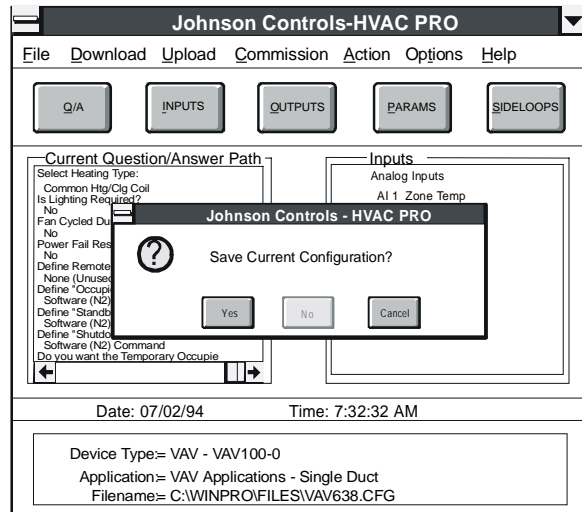 Johnson Controls-HVAC PRO
File Download Upload Commission Action Options Help
Q/A INPUTS OUTPUTS PARAMS SIDELOOPS
Current Question/Answer Path
Select Heating Type:
Common Htg/Clg Coil
Is Lighting Required?
No
Fan Cycled Du
No
Power Fail Res
No
Define Remote
None (Unused
Define "Occupi
Software (N2)
Define "Standb
Software (N2)
Define "Shutdo
Software (N2) Command
Do you want the Temporary Occupie
Inputs
Analog Inputs
AI 1 Zone Temp
Johnson Controls - HVAC PRO
? Save Current Configuration?
Yes No Cancel
Date: 07/02/94 Time: 7:32:32 AM
Device Type:= VAV - VAV100-0
Application:= VAV Applications - Single Duct
Filename:= C:\WINPRO\FILES\VAV638.CFG